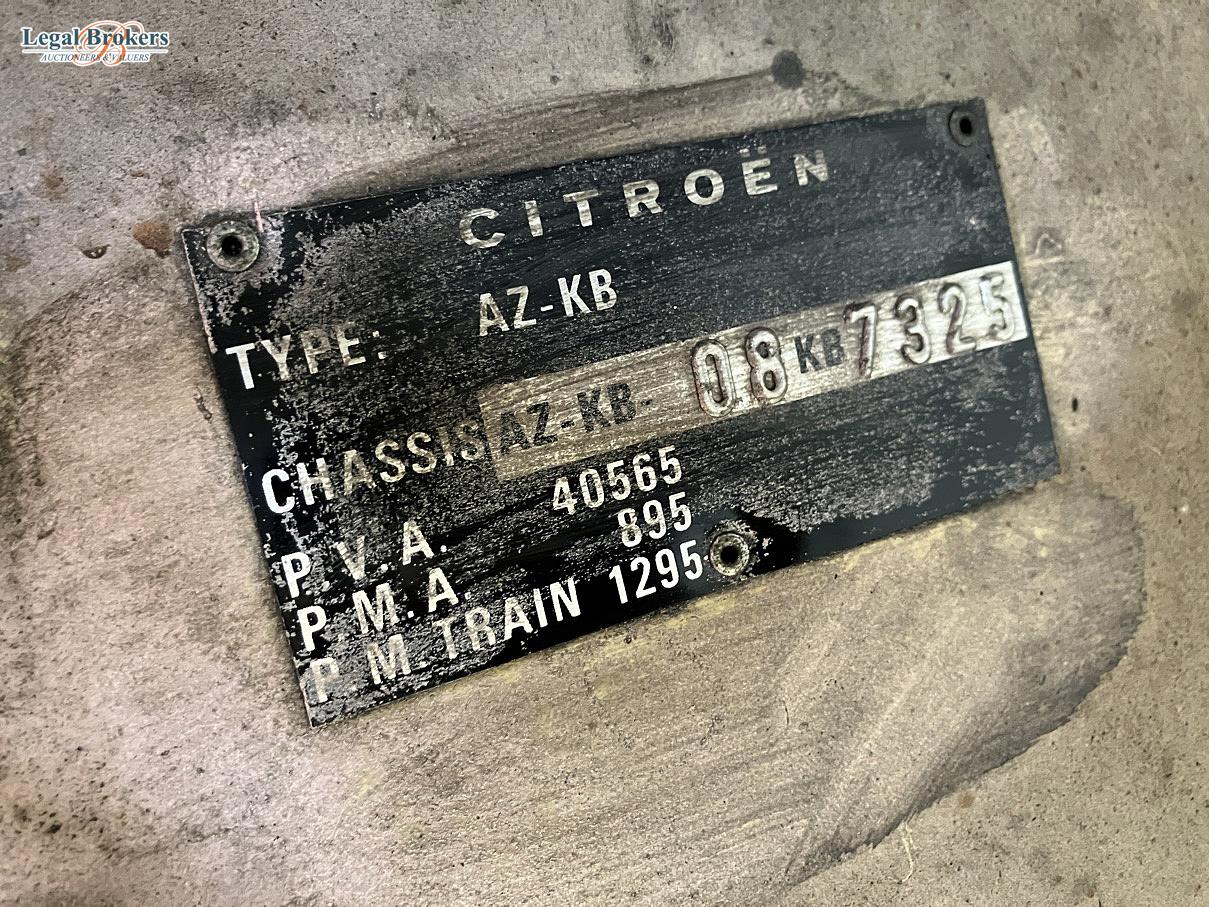 Legal Brokers
AUCTIONEERS & VALUERS
CITROËN
TYPE: AZ-KB
CHASSIS AZ-KB- 08 KB 7325
P.V.A. 40565
P.M.A. 895
P M.TRAIN 1295